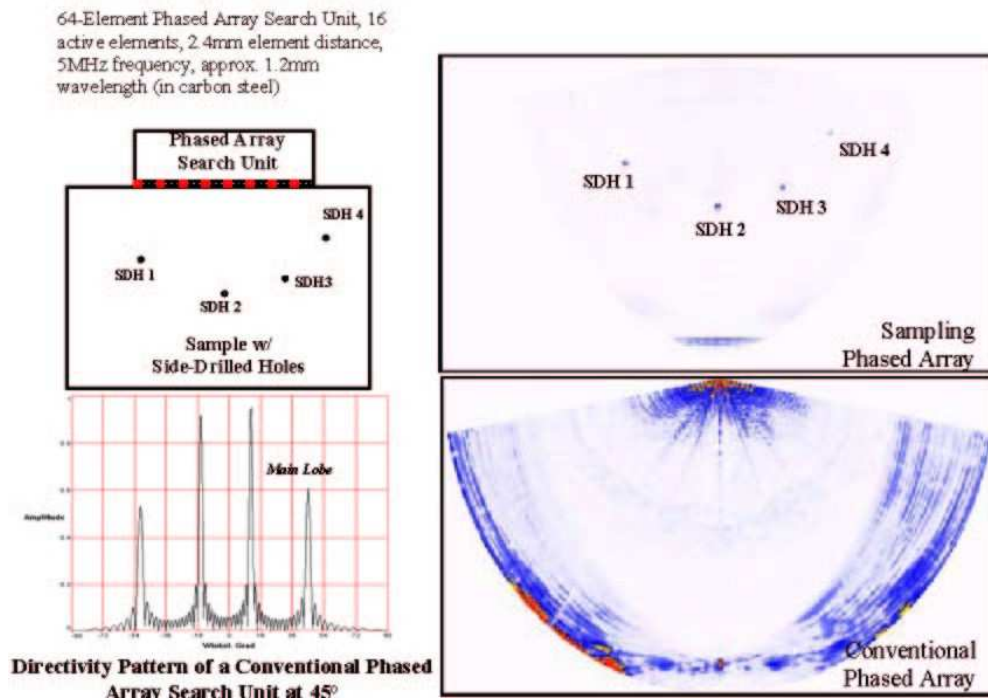 64-Element Phased Array Search Unit, 16
active elements, 2.4mm element distance,
5MHz frequency, approx. 1.2mm
wavelength (in carbon steel)
Phased Array
Search Unit
SDH 4
SDH 1
SDH3
SDH 2
Sample w/
Side-Drilled Holes
SDH 4
SDH 1
SDH 3
SDH 2
Sampling
Phased Array
Main Lobe
Amplitude
Winkel. Grad
Directivity Pattern of a Conventional Phased
Array Search Unit at 45°
Conventional
Phased Array